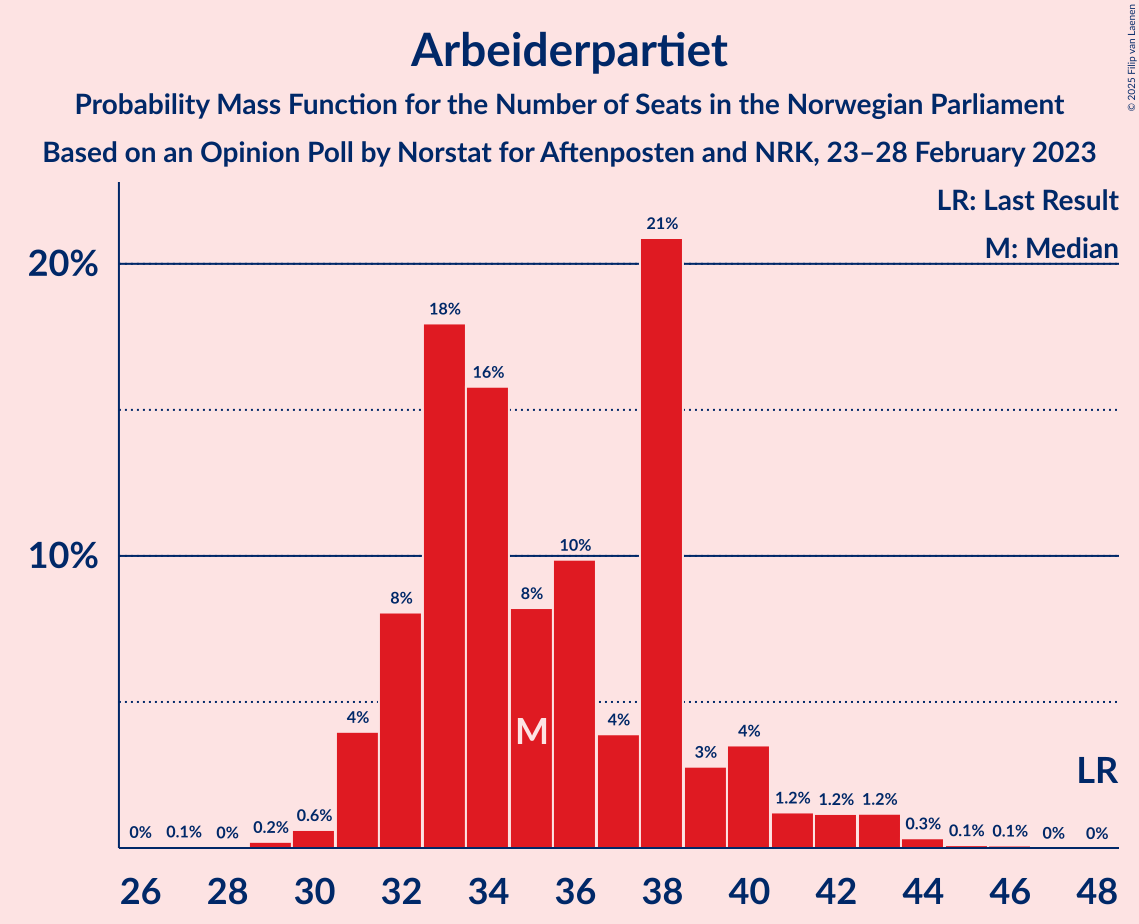 Arbeiderpartiet
Probability Mass Function for the Number of Seats in the Norwegian Parliament
Based on an Opinion Poll by Norstat for Aftenposten and NRK, 23–28 February 2023
© 2025 Filip van Laenen
LR: Last Result
M: Median
20%
10%
0%
0.1%
0%
0.2%
0.6%
4%
8%
18%
16%
8%
10%
4%
21%
3%
4%
1.2%
1.2%
1.2%
0.3%
0.1%
0.1%
0%
0%
M
LR
26 28 30 32 34 36 38 40 42 44 46 48